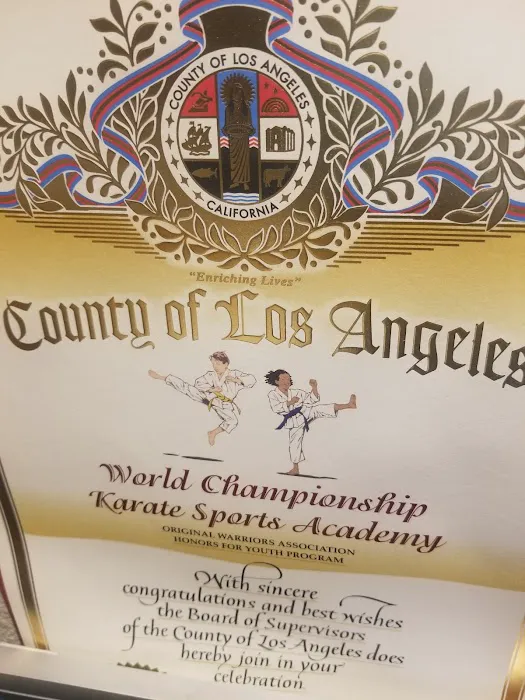 COUNTY OF LOS ANGELES
CALIFORNIA
"Enriching Lives"
County of Los Angeles
World Championship
Karate Sports Academy
ORIGINAL WARRIORS ASSOCIATION
HONORS FOR YOUTH PROGRAM
With sincere
congratulations and best wishes
the Board of Supervisors
of the County of Los Angeles does
hereby join in your
celebration